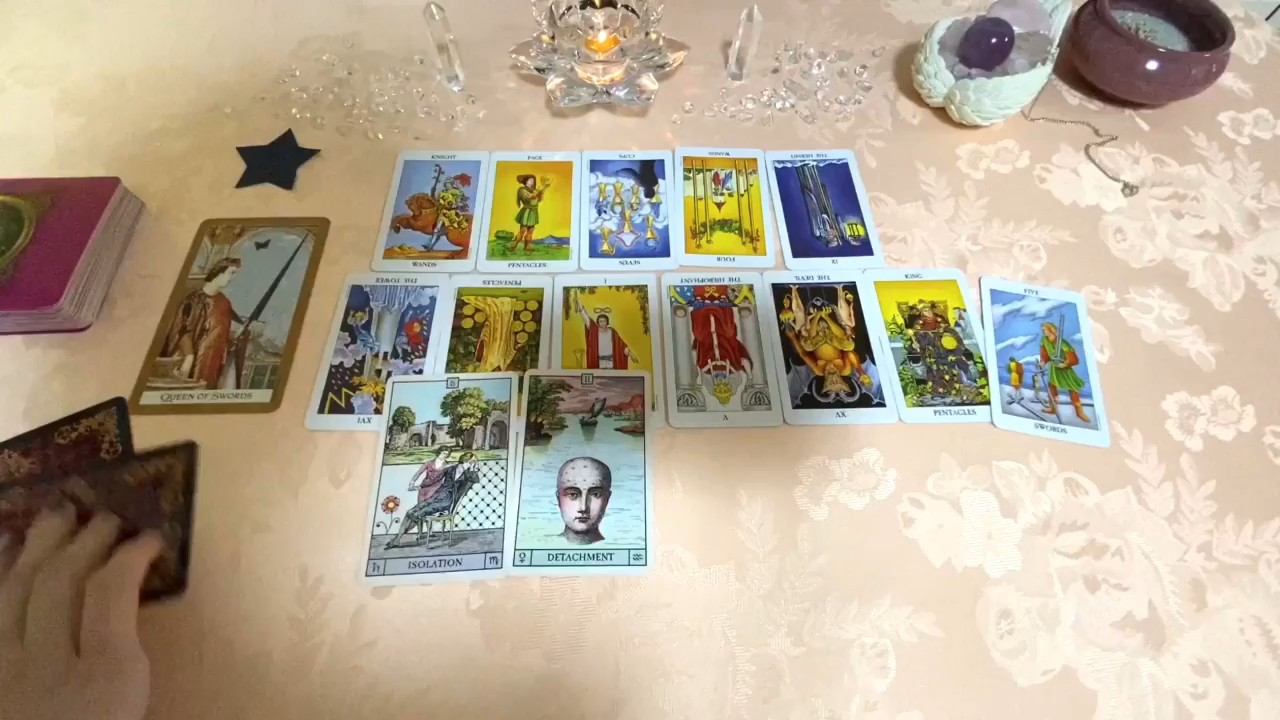 KNIGHT
PAGE
CUPS
WANDS
THE HERMIT
WANDS
PENTACLES
SEVEN
FOUR
IX
THE TOWER
PENTACLES
I
THE HIEROPHANT
THE DEVIL
KING
FIVE
XVI
V
XV
PENTACLES
SWORDS
QUEEN OF SWORDS
II
ISOLATION
DETACHMENT